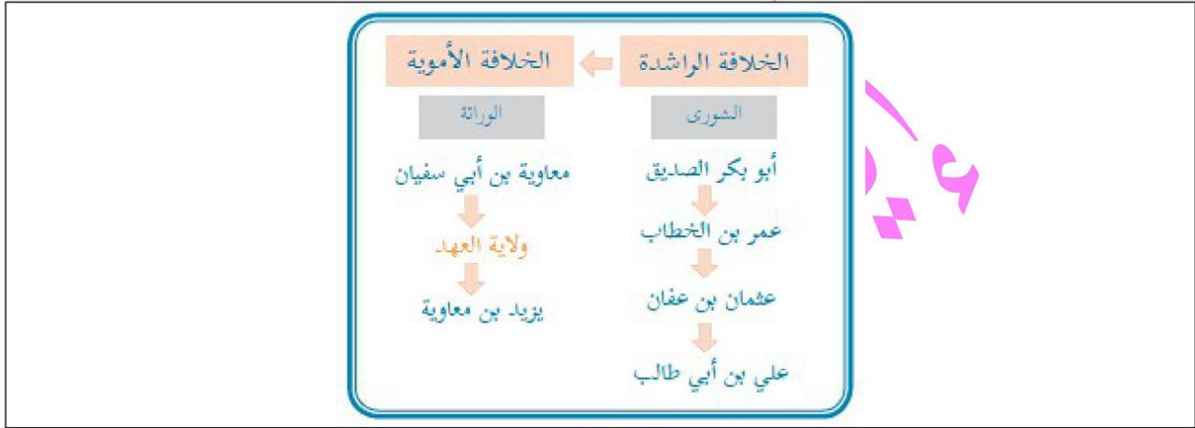 الخلافة الراشدة
الخلافة الأموية
الشورى
الوراثة
أبو بكر الصديق
معاوية بن أبي سفيان
عمر بن الخطاب
ولاية العهد
عثمان بن عفان
يزيد بن معاوية
علي بن أبي طالب